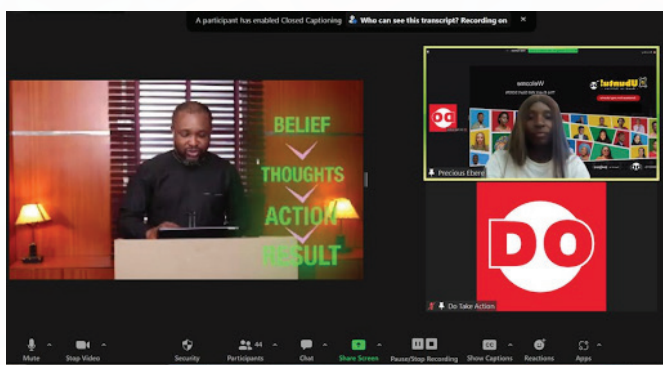 A participant has enabled Closed Captioning Who can see this transcript? Recording on
BELIEF
THOUGHTS
ACTION
RESULT
Welcome
Ubuntu!
DO
Precious Ebere
DO
Do Take Action
Mute
Stop Video
Security
44
Participants
Chat
Share Screen
Pause/Stop Recording
CC
Show Captions
Reactions
Apps